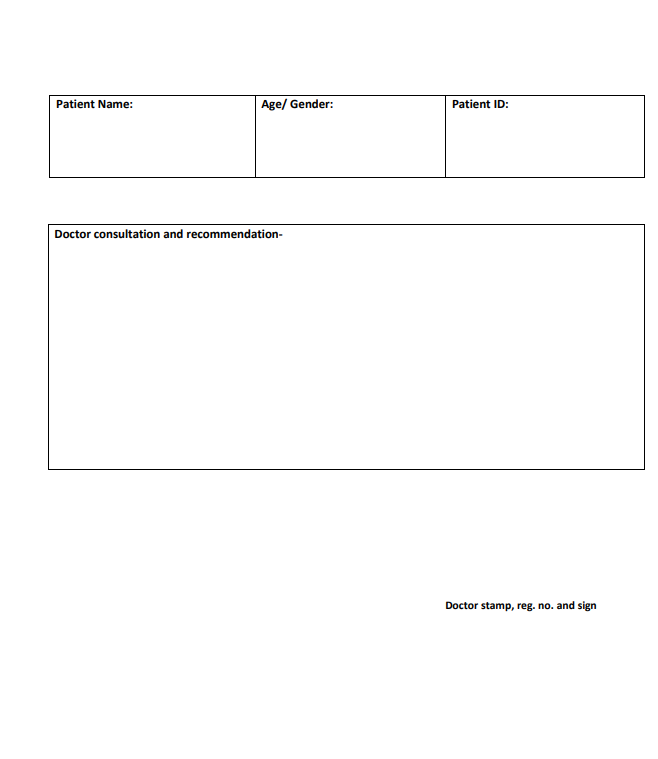 Patient Name:
Age/ Gender:
Patient ID:
Doctor consultation and recommendation-
Doctor stamp, reg. no. and sign